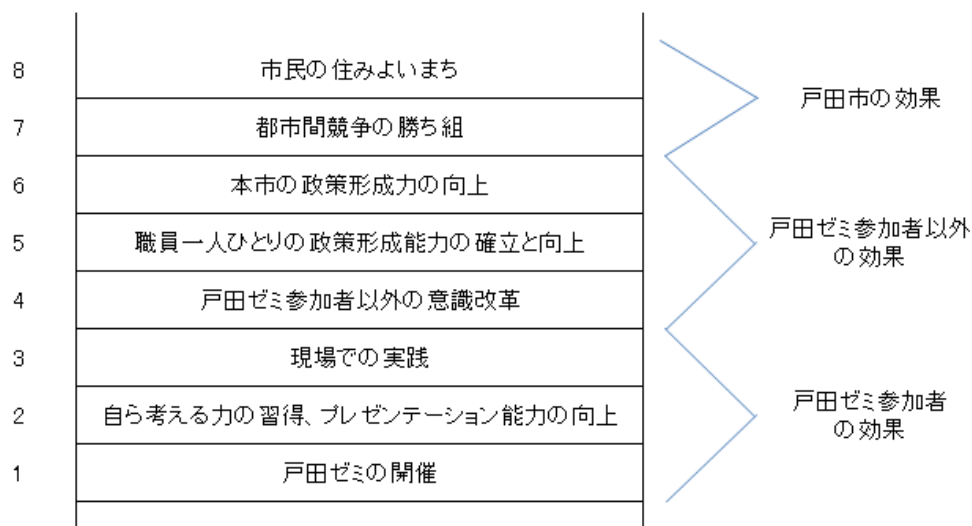 8 市民の住みよいまち
戸田市の効果
7 都市間競争の勝ち組
6 本市の政策形成力の向上
5 職員一人ひとりの政策形成能力の確立と向上
戸田ゼミ参加者以外
の効果
4 戸田ゼミ参加者以外の意識改革
3 現場での実践
2 自ら考える力の習得、プレゼンテーション能力の向上
戸田ゼミ参加者
の効果
1 戸田ゼミの開催